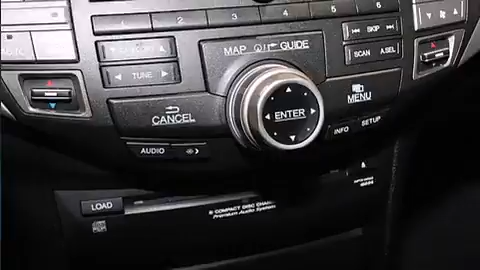 1 2 3 4 5 6
SKIP
MAP GUIDE
SCAN A.SEL
TUNE
MENU
CANCEL
ENTER
INFO SETUP
AUDIO
LOAD
6 COMPACT DISC CHANGER
Premium Audio System